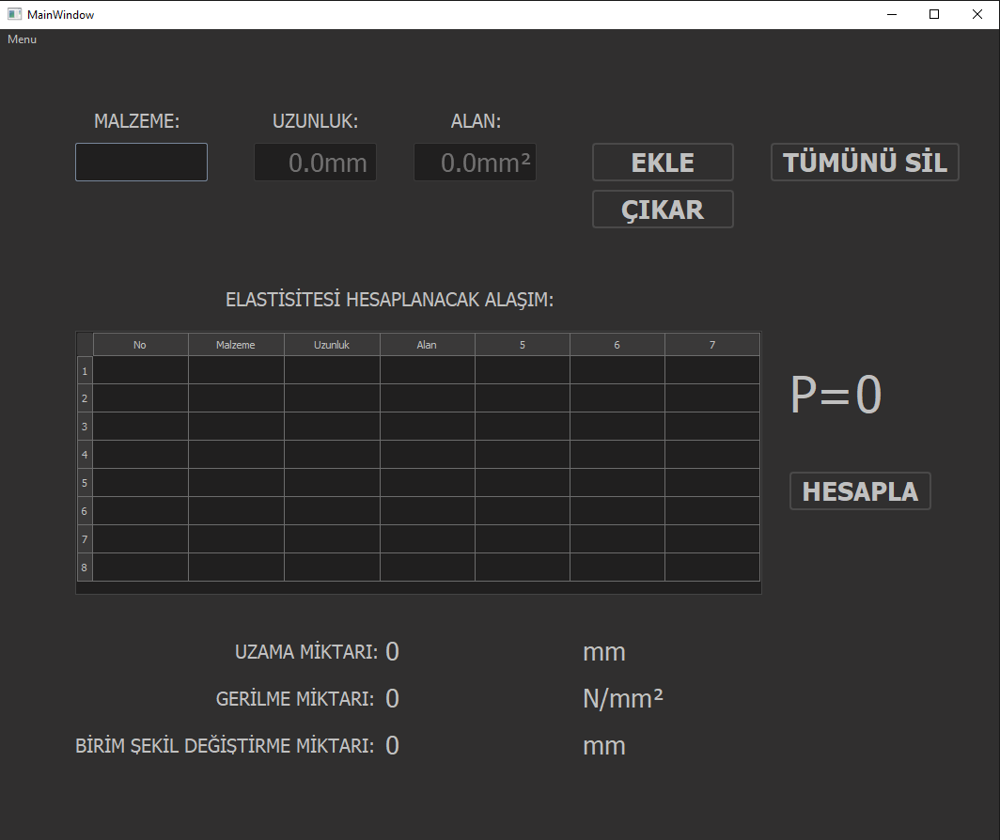 MainWindow
Menu
MALZEME: UZUNLUK: ALAN:
0.0mm 0.0mm² EKLE TÜMÜNÜ SİL
ÇIKAR
ELASTİSİTESİ HESAPLANACAK ALAŞIM:
No Malzeme Uzunluk Alan 5 6 7
1
2
3
4
5
6
7
8
P=0
HESAPLA
UZAMA MİKTARI: 0 mm
GERİLME MİKTARI: 0 N/mm²
BİRİM ŞEKİL DEĞİŞTİRME MİKTARI: 0 mm